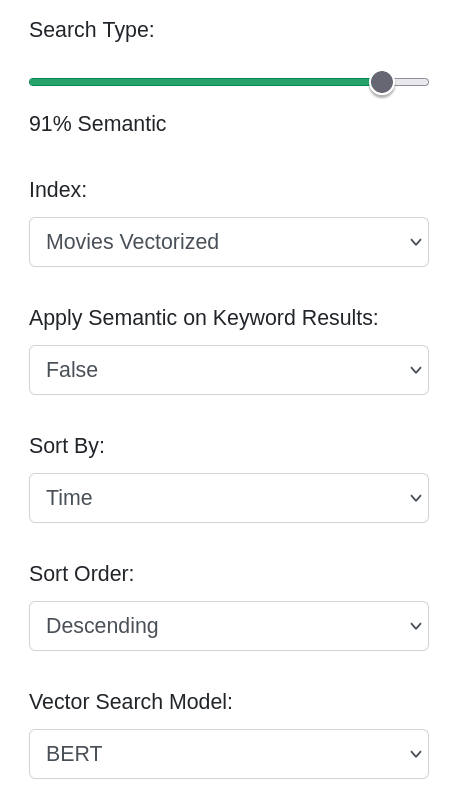 Search Type:
91% Semantic
Index:
Movies Vectorized
Apply Semantic on Keyword Results:
False
Sort By:
Time
Sort Order:
Descending
Vector Search Model:
BERT